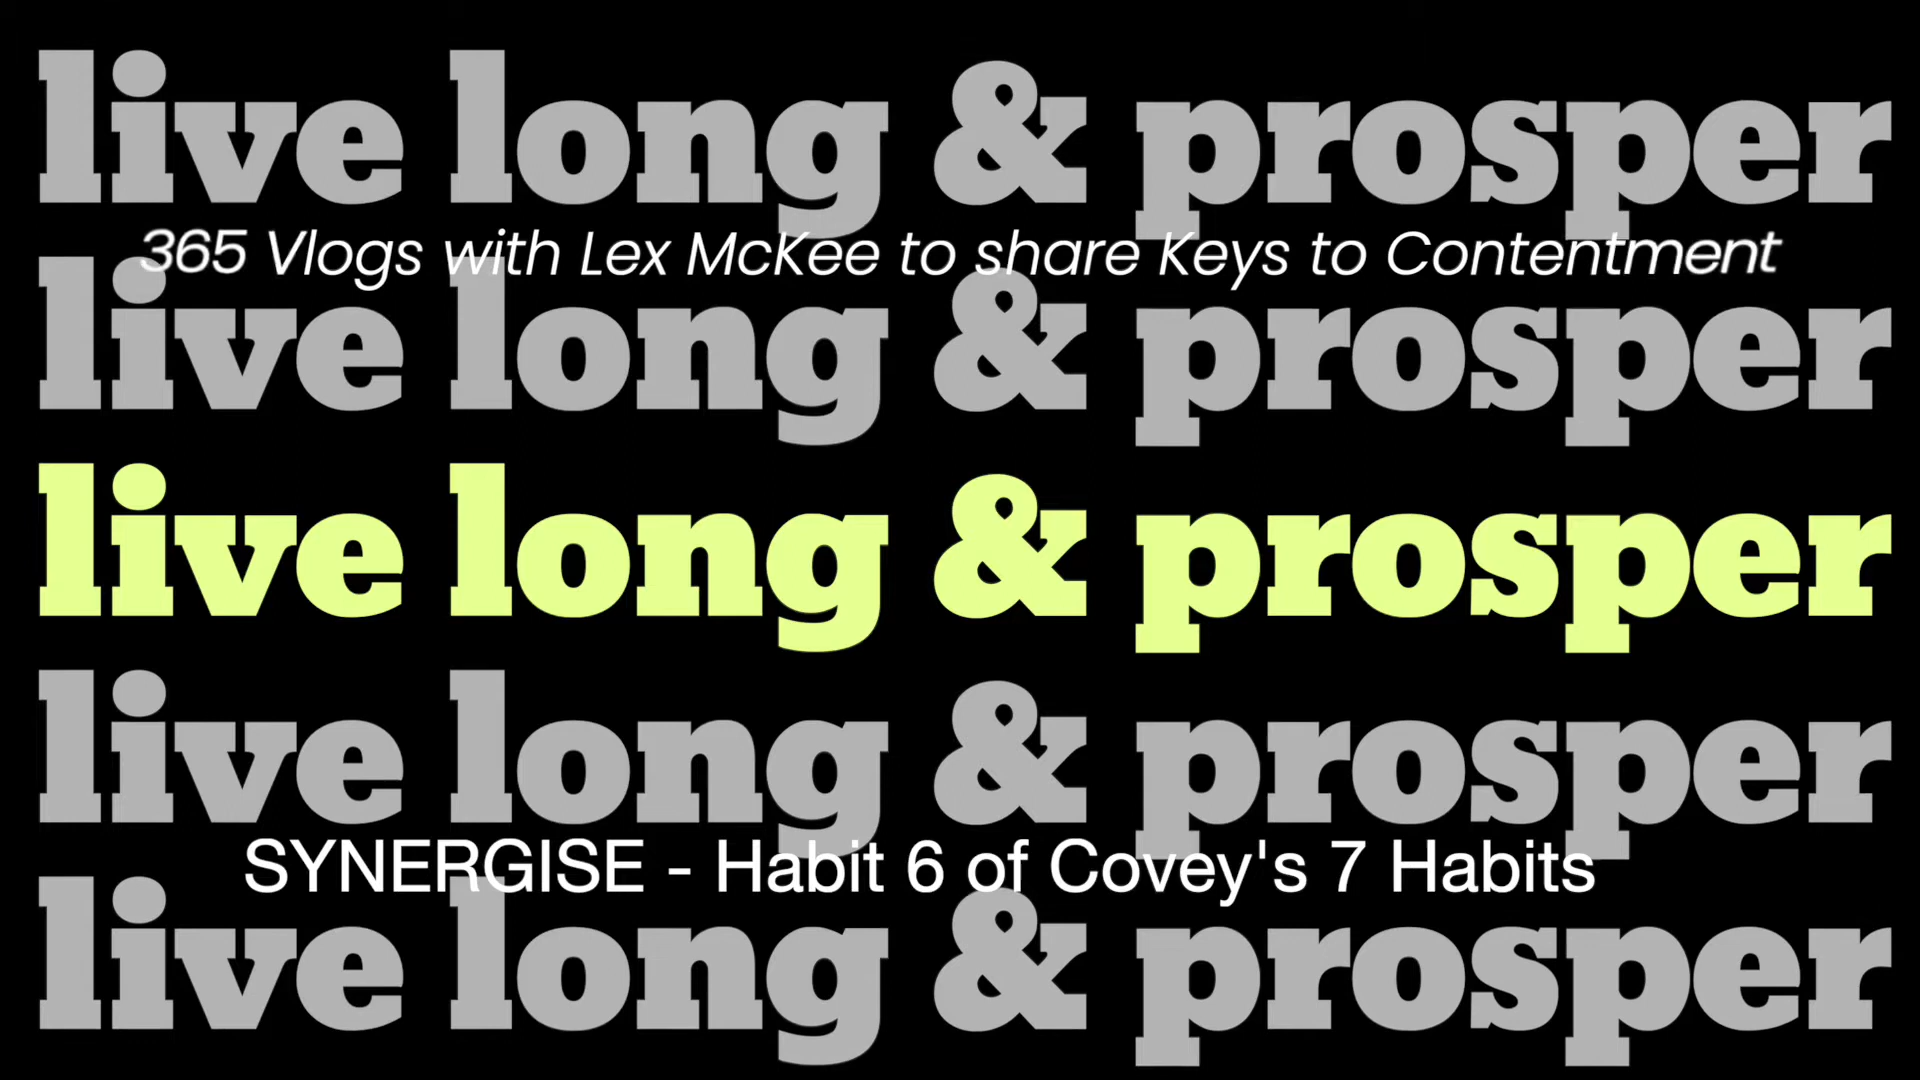 live long & prosper
365 Vlogs with Lex McKee to share Keys to Contentment
live long & prosper
live long & prosper
live long & prosper
SYNERGISE - Habit 6 of Covey's 7 Habits
live long & prosper